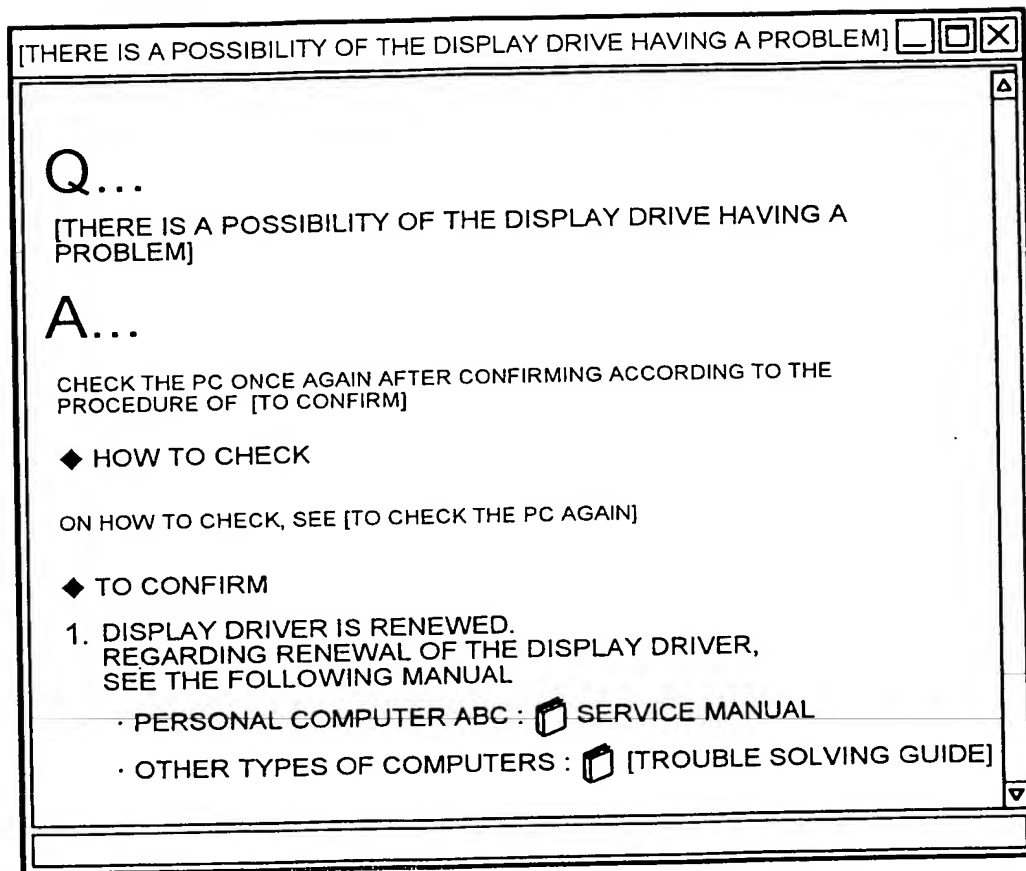 [THERE IS A POSSIBILITY OF THE DISPLAY DRIVE HAVING A PROBLEM]
Q...
[THERE IS A POSSIBILITY OF THE DISPLAY DRIVE HAVING A
PROBLEM]
A...
CHECK THE PC ONCE AGAIN AFTER CONFIRMING ACCORDING TO THE
PROCEDURE OF [TO CONFIRM]
◆ HOW TO CHECK
ON HOW TO CHECK, SEE [TO CHECK THE PC AGAIN]
◆ TO CONFIRM
1. DISPLAY DRIVER IS RENEWED.
REGARDING RENEWAL OF THE DISPLAY DRIVER,
SEE THE FOLLOWING MANUAL
· PERSONAL COMPUTER ABC : SERVICE MANUAL
· OTHER TYPES OF COMPUTERS : [TROUBLE SOLVING GUIDE]